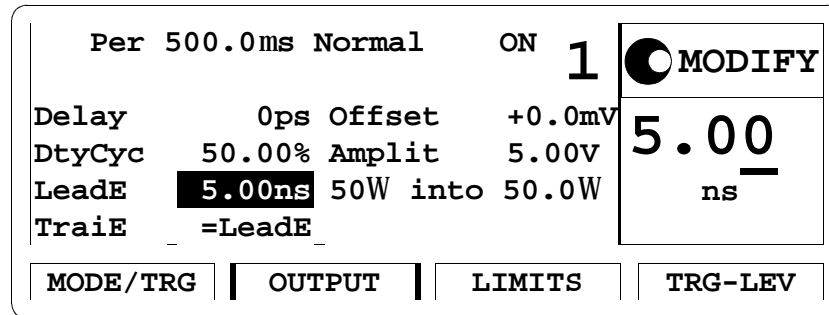 Per 500.0ms Normal ON 1
MODIFY
Delay 0ps Offset +0.0mV
DtyCyc 50.00% Amplit 5.00V
5.00
LeadE 5.00ns 50W into 50.0W
ns
TraiE =LeadE
MODE/TRG OUTPUT LIMITS TRG-LEV